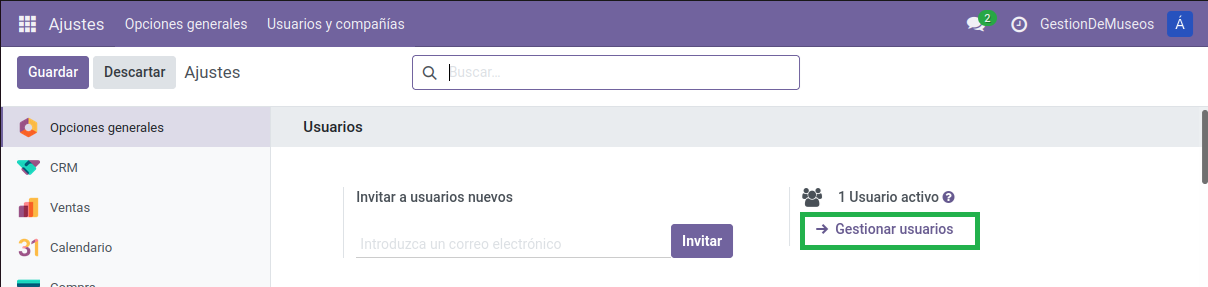 Ajustes Opciones generales Usuarios y compañías 2 GestionDeMuseos Á
Guardar Descartar Ajustes Buscar...
Opciones generales
Usuarios
CRM
Invitar a usuarios nuevos
1 Usuario activo ?
Ventas
→ Gestionar usuarios
31 Calendario
Introduzca un correo electrónico Invitar
Compra